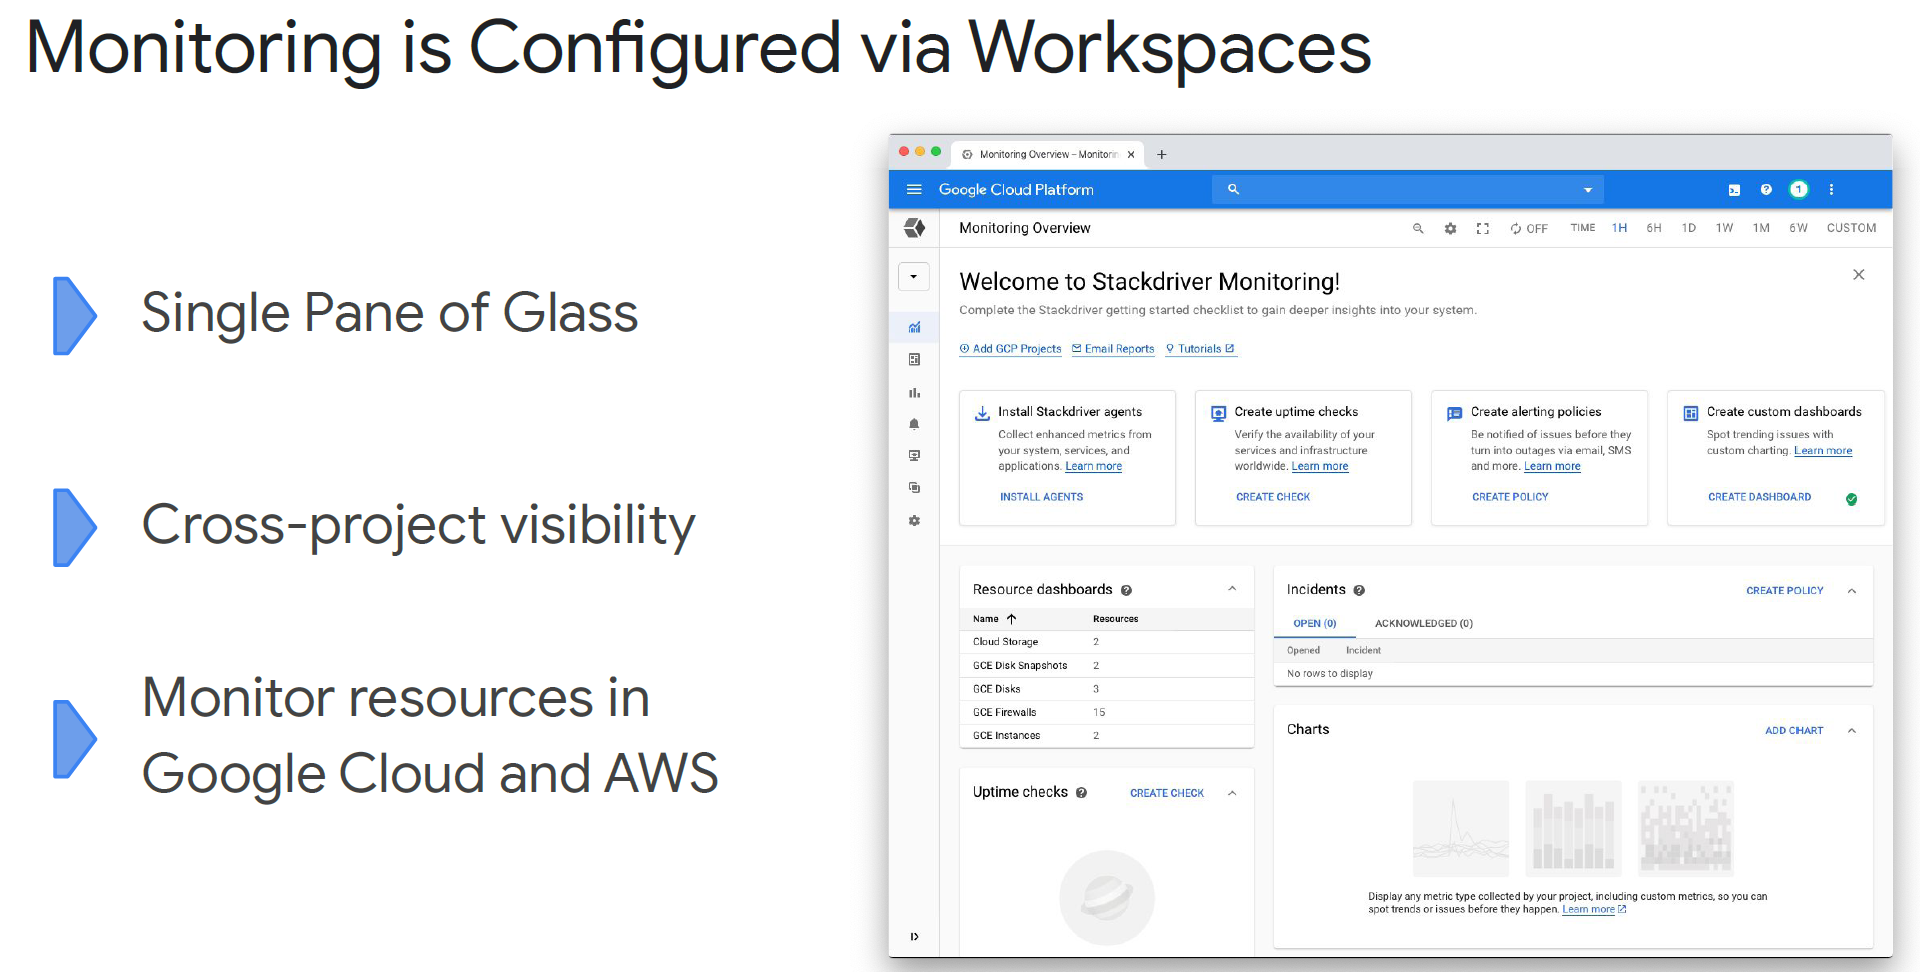 Monitoring is Configured via Workspaces
Single Pane of Glass
Cross-project visibility
Monitor resources in
Google Cloud and AWS
Monitoring Overview – Monitorin
Google Cloud Platform
1
Monitoring Overview
OFF TIME 1H 6H 1D 1W 1M 6W CUSTOM
Welcome to Stackdriver Monitoring!
Complete the Stackdriver getting started checklist to gain deeper insights into your system.
Add GCP Projects Email Reports Tutorials
Install Stackdriver agents
Collect enhanced metrics from
your system, services, and
applications. Learn more
INSTALL AGENTS
Create uptime checks
Verify the availability of your
services and infrastructure
worldwide. Learn more
CREATE CHECK
Create alerting policies
Be notified of issues before they
turn into outages via email, SMS
and more. Learn more
CREATE POLICY
Create custom dashboards
Spot trending issues with
custom charting. Learn more
CREATE DASHBOARD
Resource dashboards
Name Resources
Cloud Storage 2
GCE Disk Snapshots 2
GCE Disks 3
GCE Firewalls 15
GCE Instances 2
Uptime checks CREATE CHECK
Incidents CREATE POLICY
OPEN (0) ACKNOWLEDGED (0)
Opened Incident
No rows to display
Charts ADD CHART
Display any metric type collected by your project, including custom metrics, so you can
spot trends or issues before they happen. Learn more